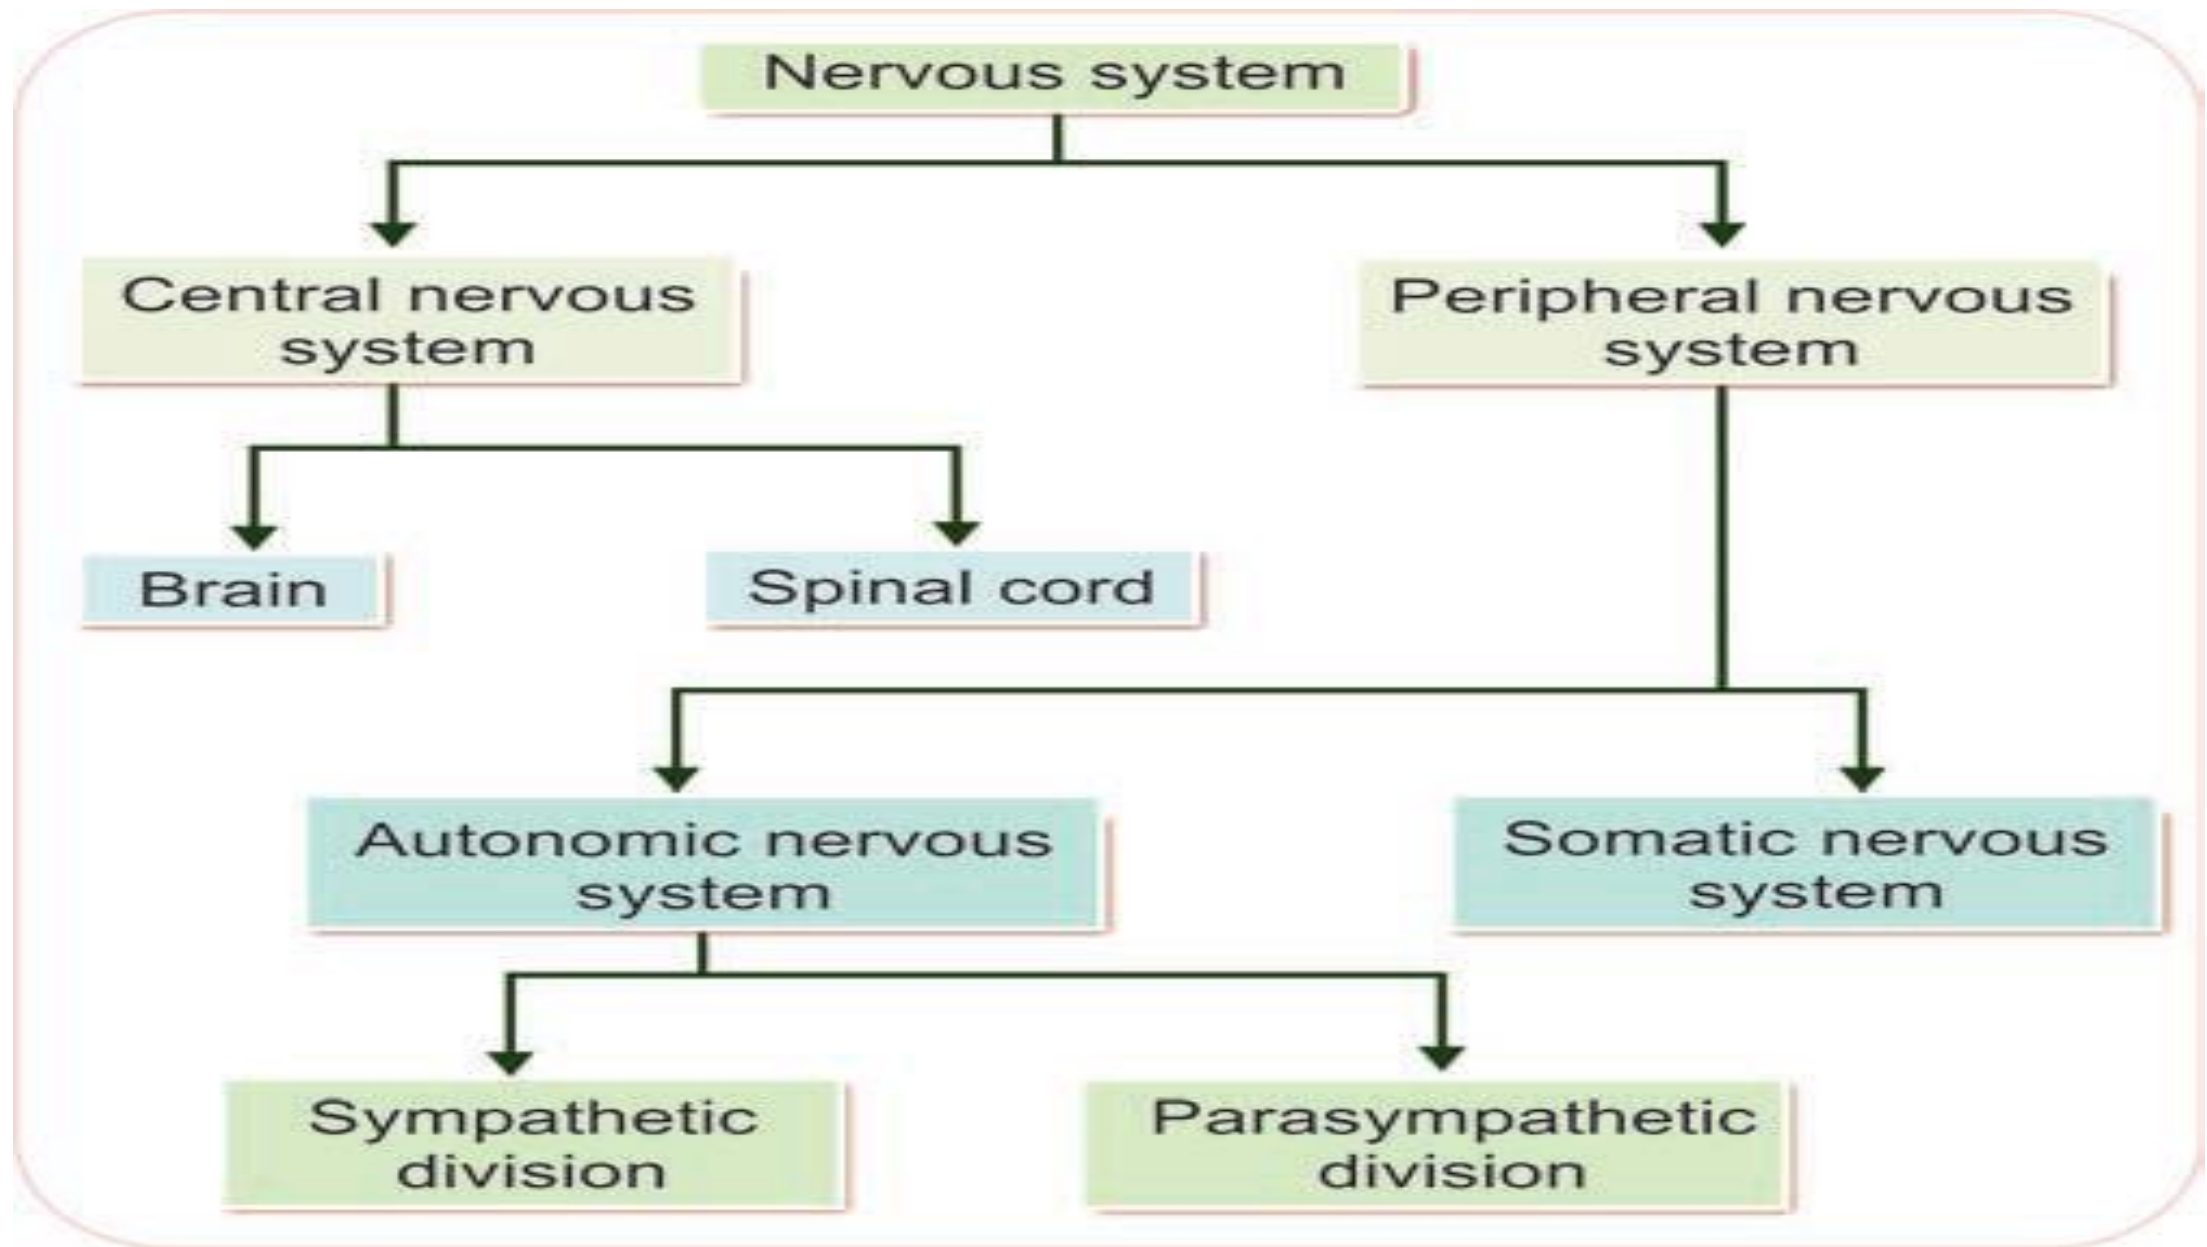 Nervous system
Central nervous
system
Peripheral nervous
system
Brain
Spinal cord
Autonomic nervous
system
Somatic nervous
system
Sympathetic
division
Parasympathetic
division